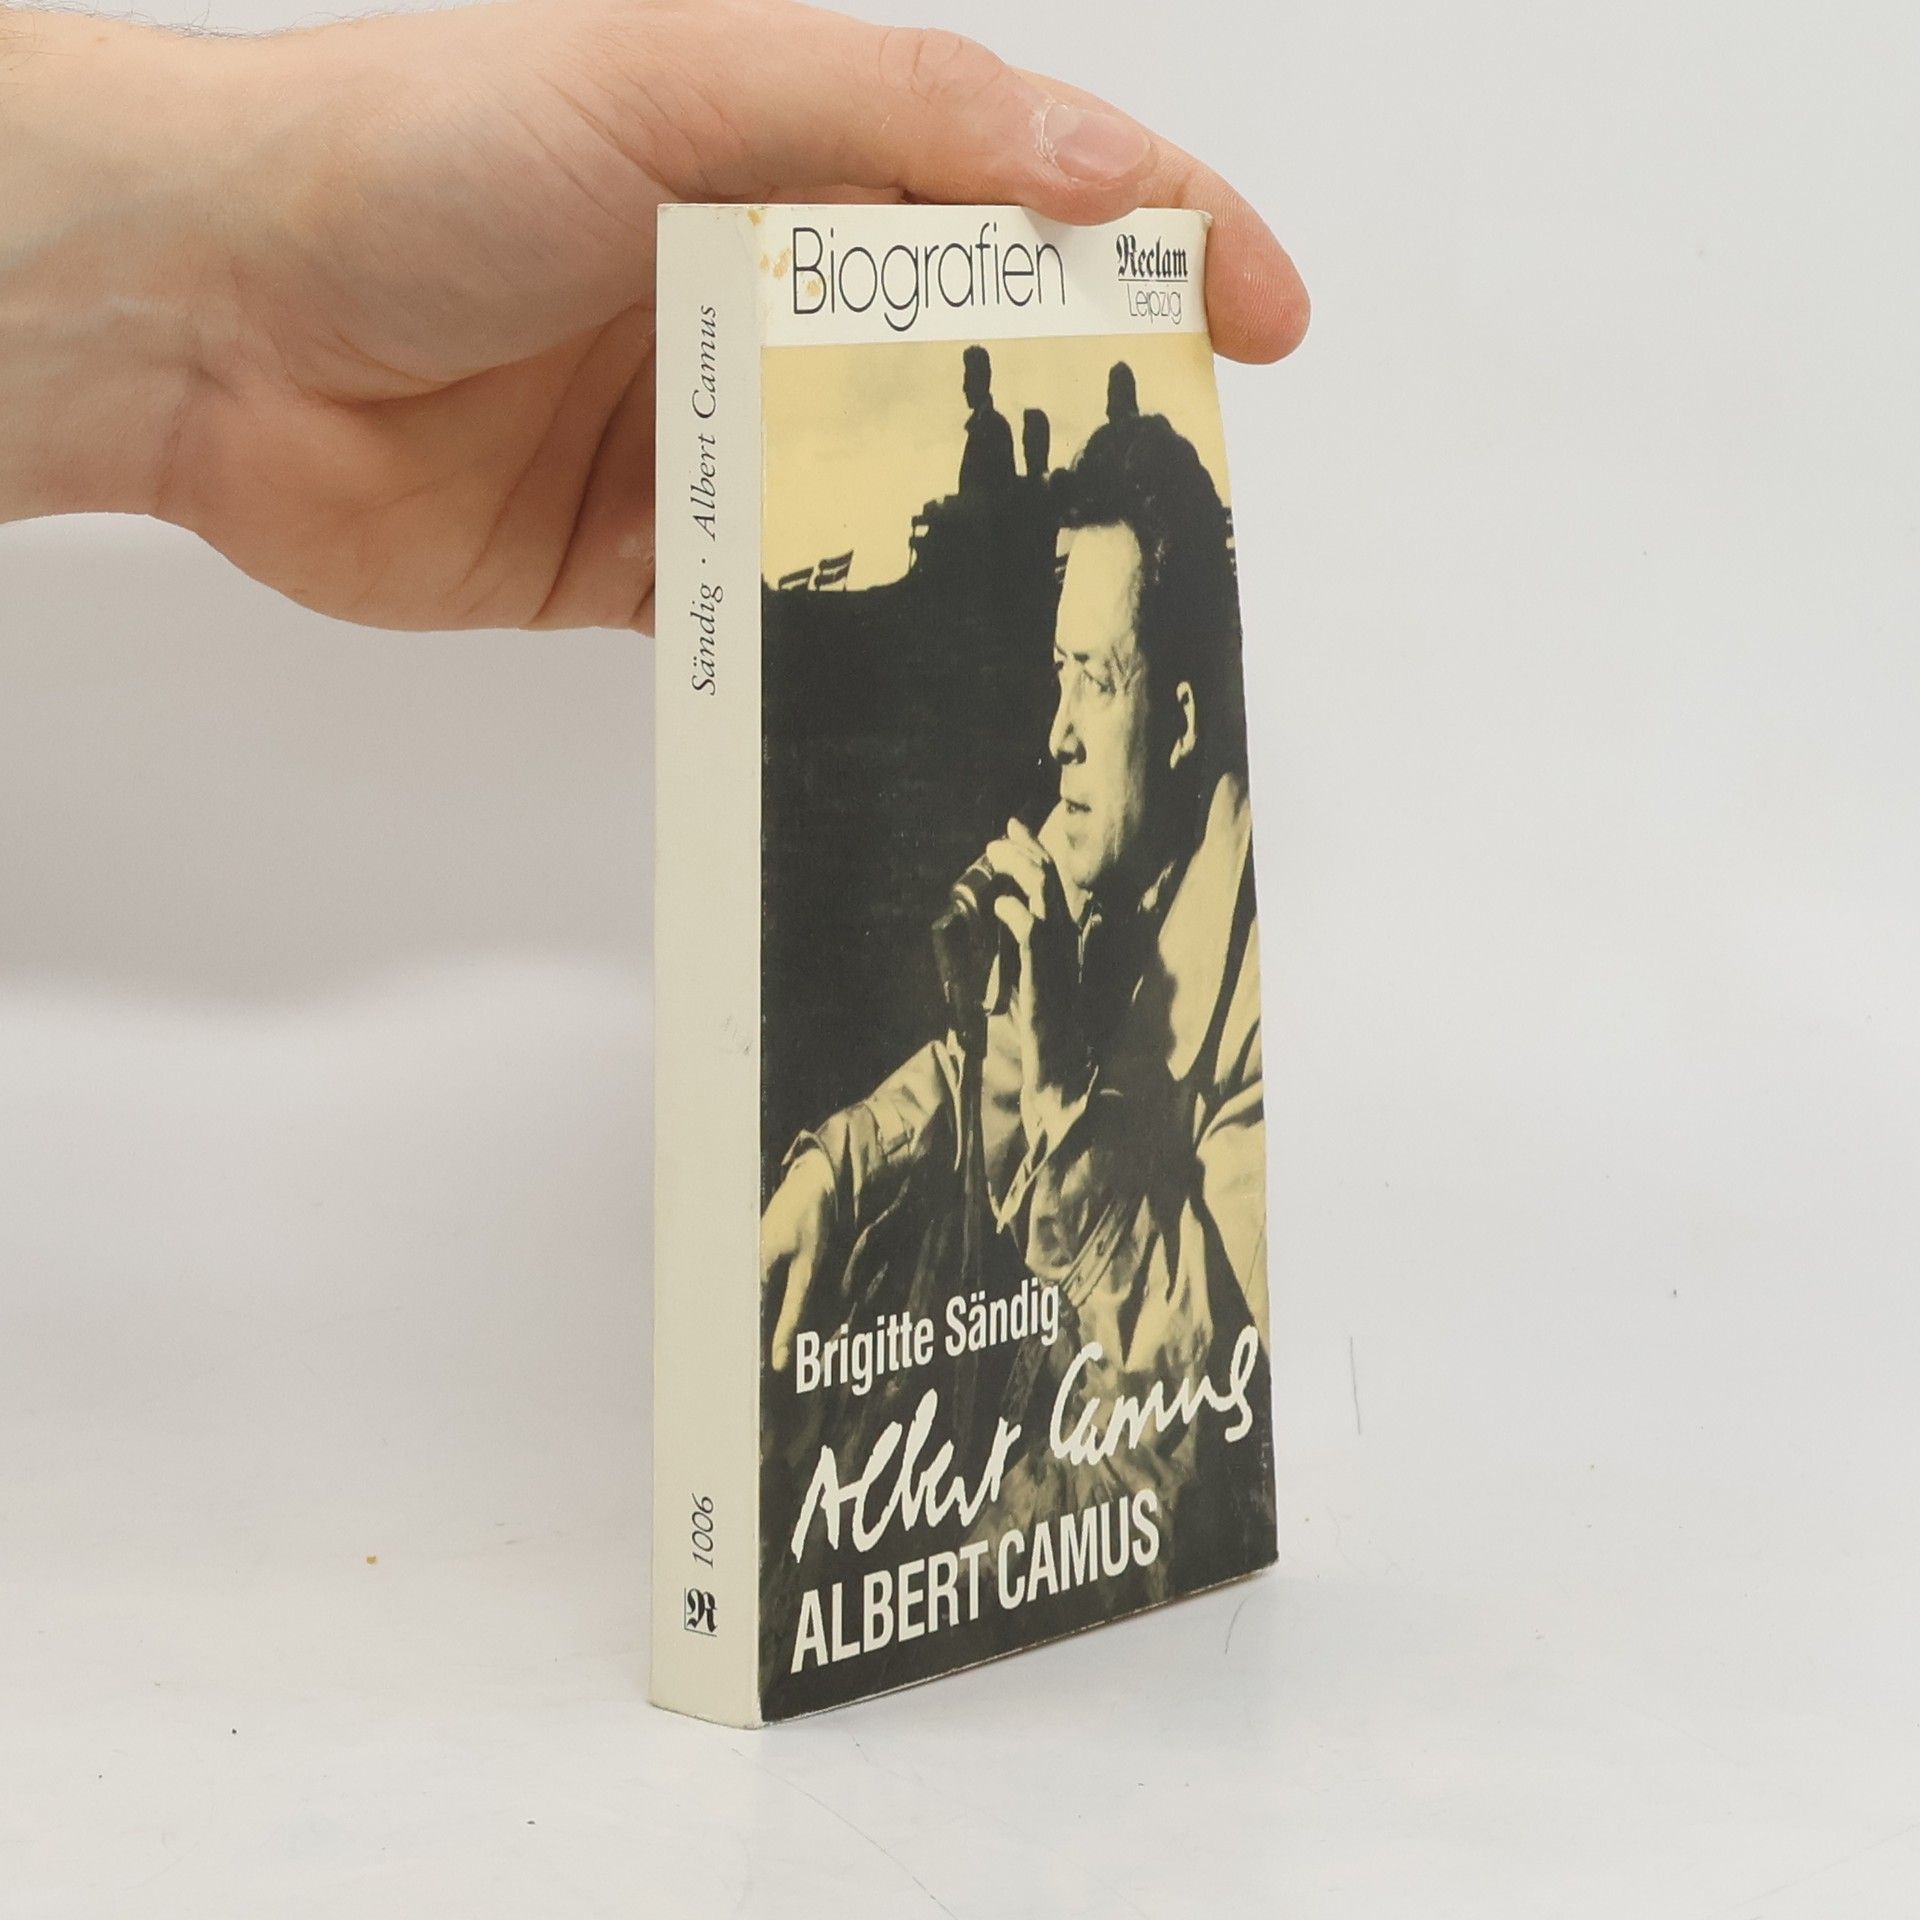 Biografien
Reclam
Leipzig
Sändig · Albert Camus
R 1006
Brigitte Sändig
Albert Camus
ALBERT CAMUS